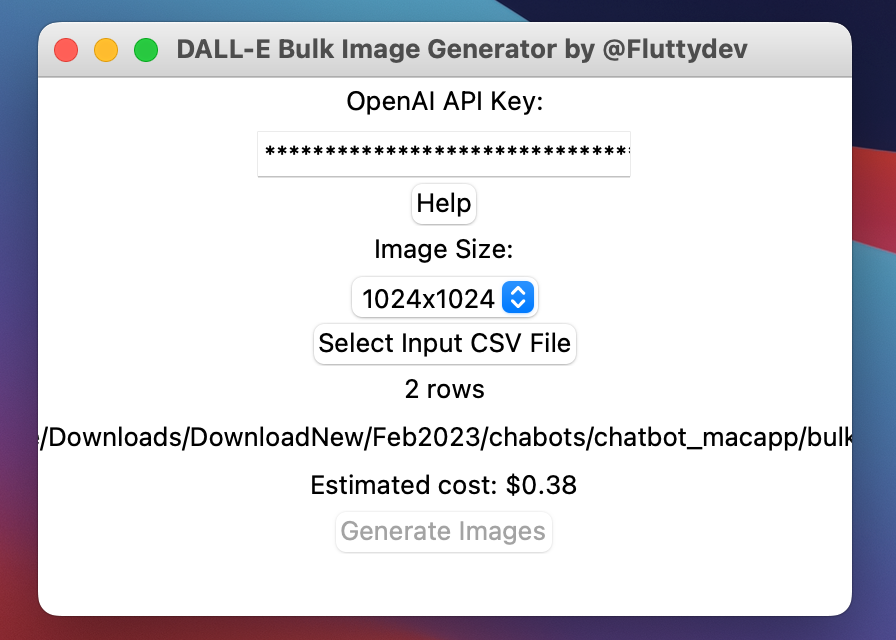 DALL-E Bulk Image Generator by @Fluttydev
OpenAI API Key:
*******************************
Help
Image Size:
1024x1024
Select Input CSV File
2 rows
/Downloads/DownloadNew/Feb2023/chabots/chatbot_macapp/bulk
Estimated cost: $0.38
Generate Images